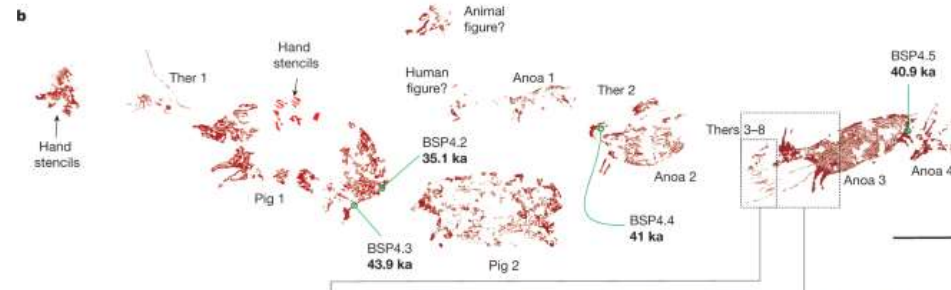 b
Animal
figure?
Hand
stencils
Ther 1
Human
figure?
Anoa 1
Ther 2
BSP4.5
40.9 ka
Thers 3–8
Hand
stencils
BSP4.2
35.1 ka
Pig 1
Anoa 2
Anoa 3
Anoa 4
BSP4.3
43.9 ka
Pig 2
BSP4.4
41 ka